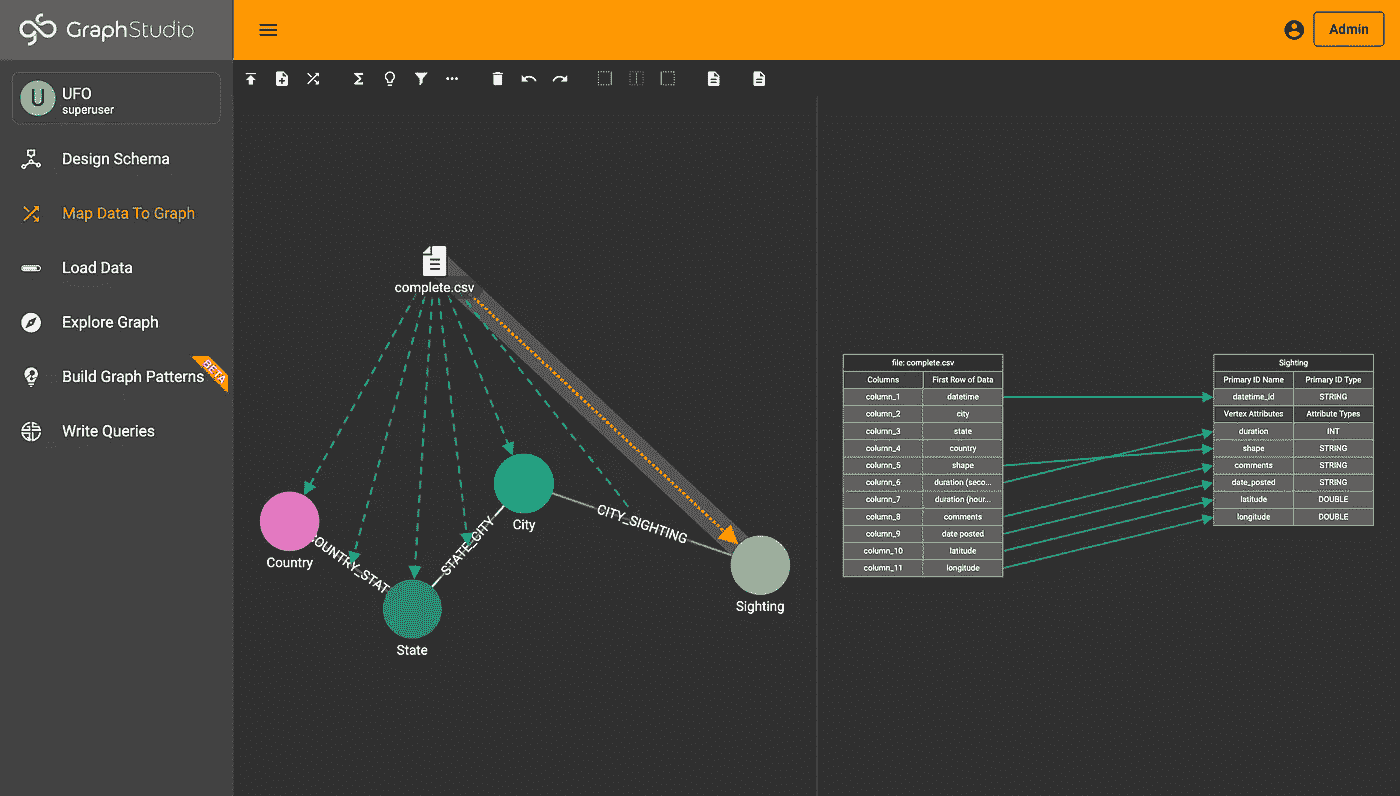 GraphStudio
Admin
U
UFO
superuser
Design Schema
Map Data To Graph
Load Data
Explore Graph
Build Graph Patterns
BETA
Write Queries
complete.csv
Country
COUNTRY_STAT
State
STATE_CITY
City
CITY_SIGHTING
Sighting
file: complete.csv
Columns First Row of Data
column_1 datetime
column_2 city
column_3 state
column_4 country
column_5 shape
column_6 duration (seco...
column_7 duration (hour...
column_8 comments
column_9 date posted
column_10 latitude
column_11 longitude
Sighting
Primary ID Name Primary ID Type
datetime_id STRING
Vertex Attributes Attribute Types
duration INT
shape STRING
comments STRING
date_posted STRING
latitude DOUBLE
longitude DOUBLE